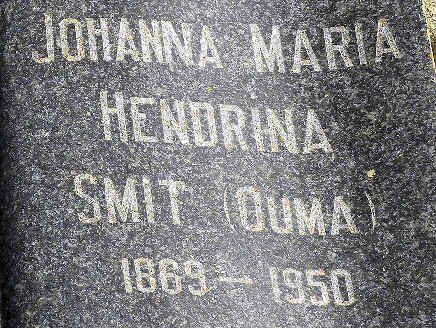 JOHANNA MARIA
HENDRINA
SMIT (OUMA)
1869 – 1950